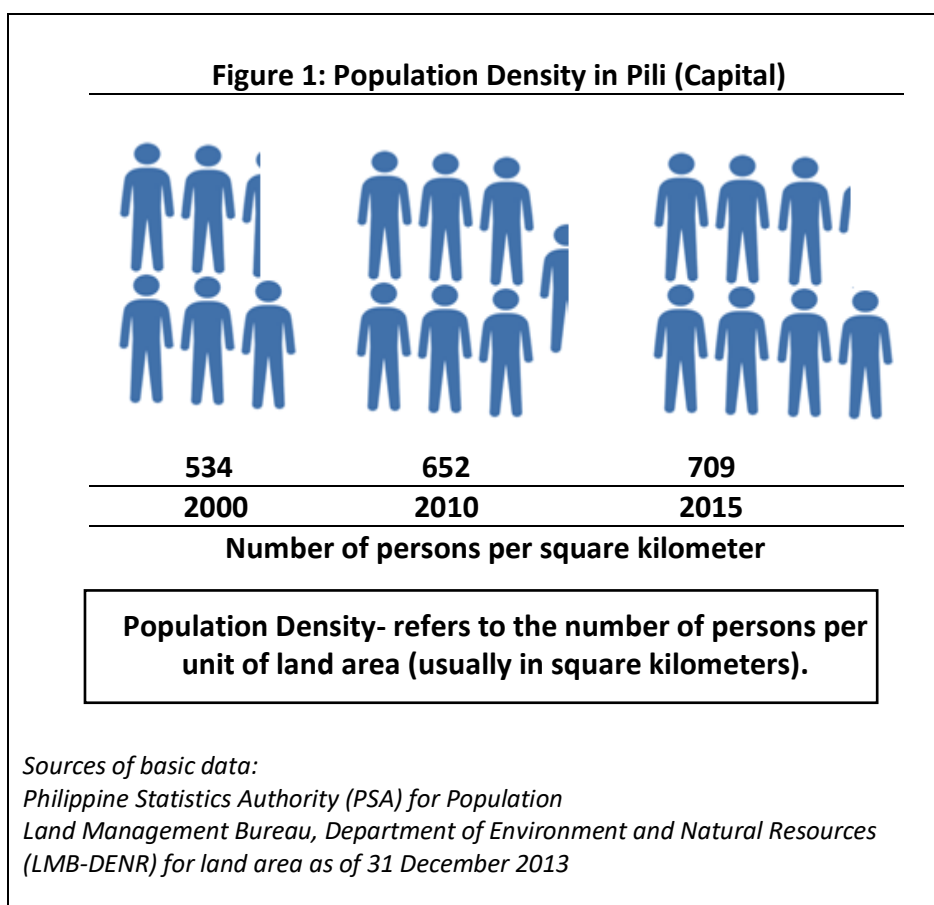 Figure 1: Population Density in Pili (Capital)
534 652 709
2000 2010 2015
Number of persons per square kilometer
Population Density- refers to the number of persons per
unit of land area (usually in square kilometers).
Sources of basic data:
Philippine Statistics Authority (PSA) for Population
Land Management Bureau, Department of Environment and Natural Resources
(LMB-DENR) for land area as of 31 December 2013